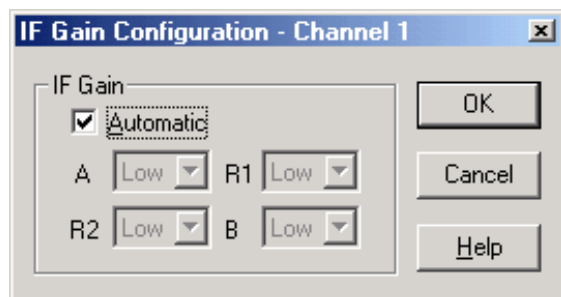 IF Gain Configuration - Channel 1
IF Gain
Automatic
OK
A Low R1 Low
Cancel
R2 Low B Low
Help